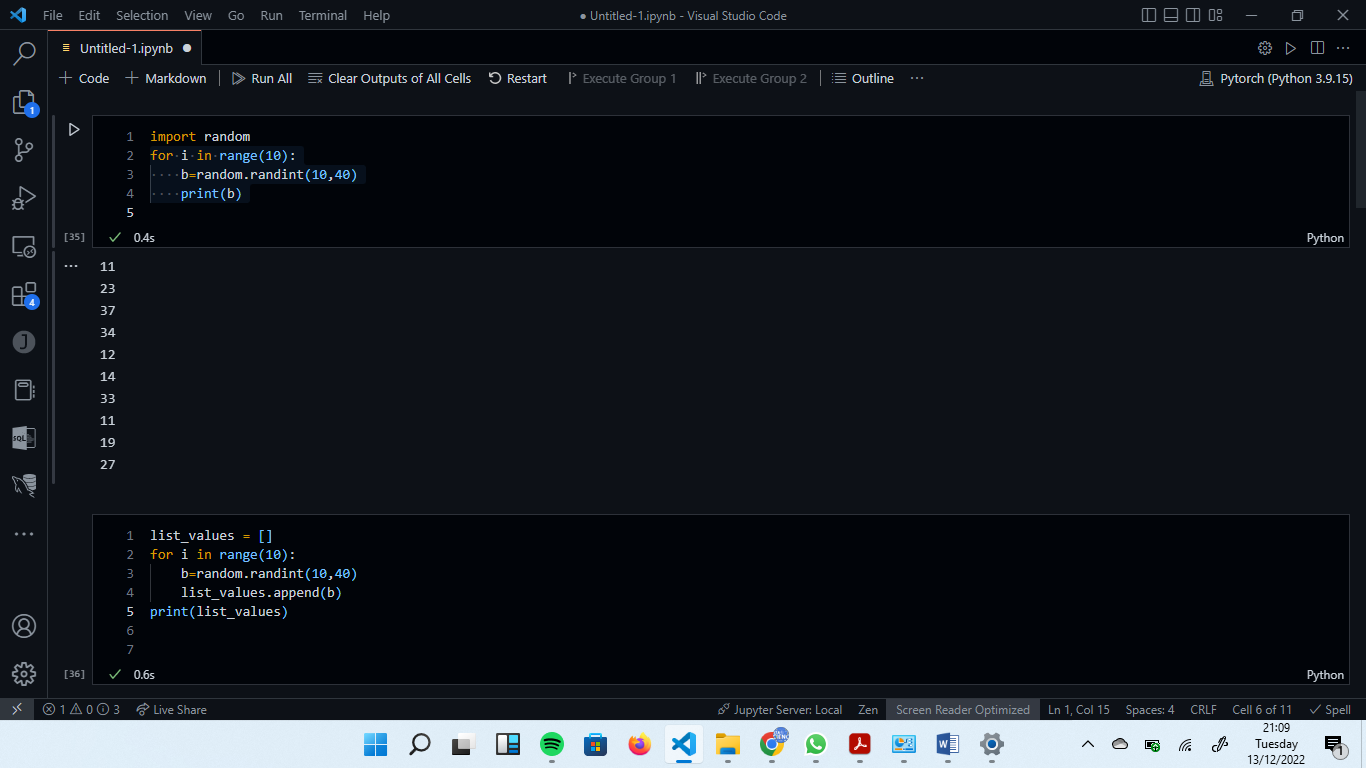 File Edit Selection View Go Run Terminal Help
● Untitled-1.ipynb - Visual Studio Code
Untitled-1.ipynb ●
+ Code + Markdown | Run All Clear Outputs of All Cells Restart | Execute Group 1 Execute Group 2 | Outline ...
Pytorch (Python 3.9.15)
1 import random
2 for·i·in·range(10):
3 ····b=random.randint(10,40)
4 ····print(b)
5
[35] ✓ 0.4s Python
... 11
23
37
34
12
14
33
11
19
27
1 list_values = []
2 for i in range(10):
3     b=random.randint(10,40)
4     list_values.append(b)
5 print(list_values)
6
7
[36] ✓ 0.6s Python
1
4
J
SQL
1 0 3 Live Share
Jupyter Server: Local Zen Screen Reader Optimized Ln 1, Col 15 Spaces: 4 CRLF Cell 6 of 11 ✓ Spell
21:09
Tuesday
13/12/2022
1